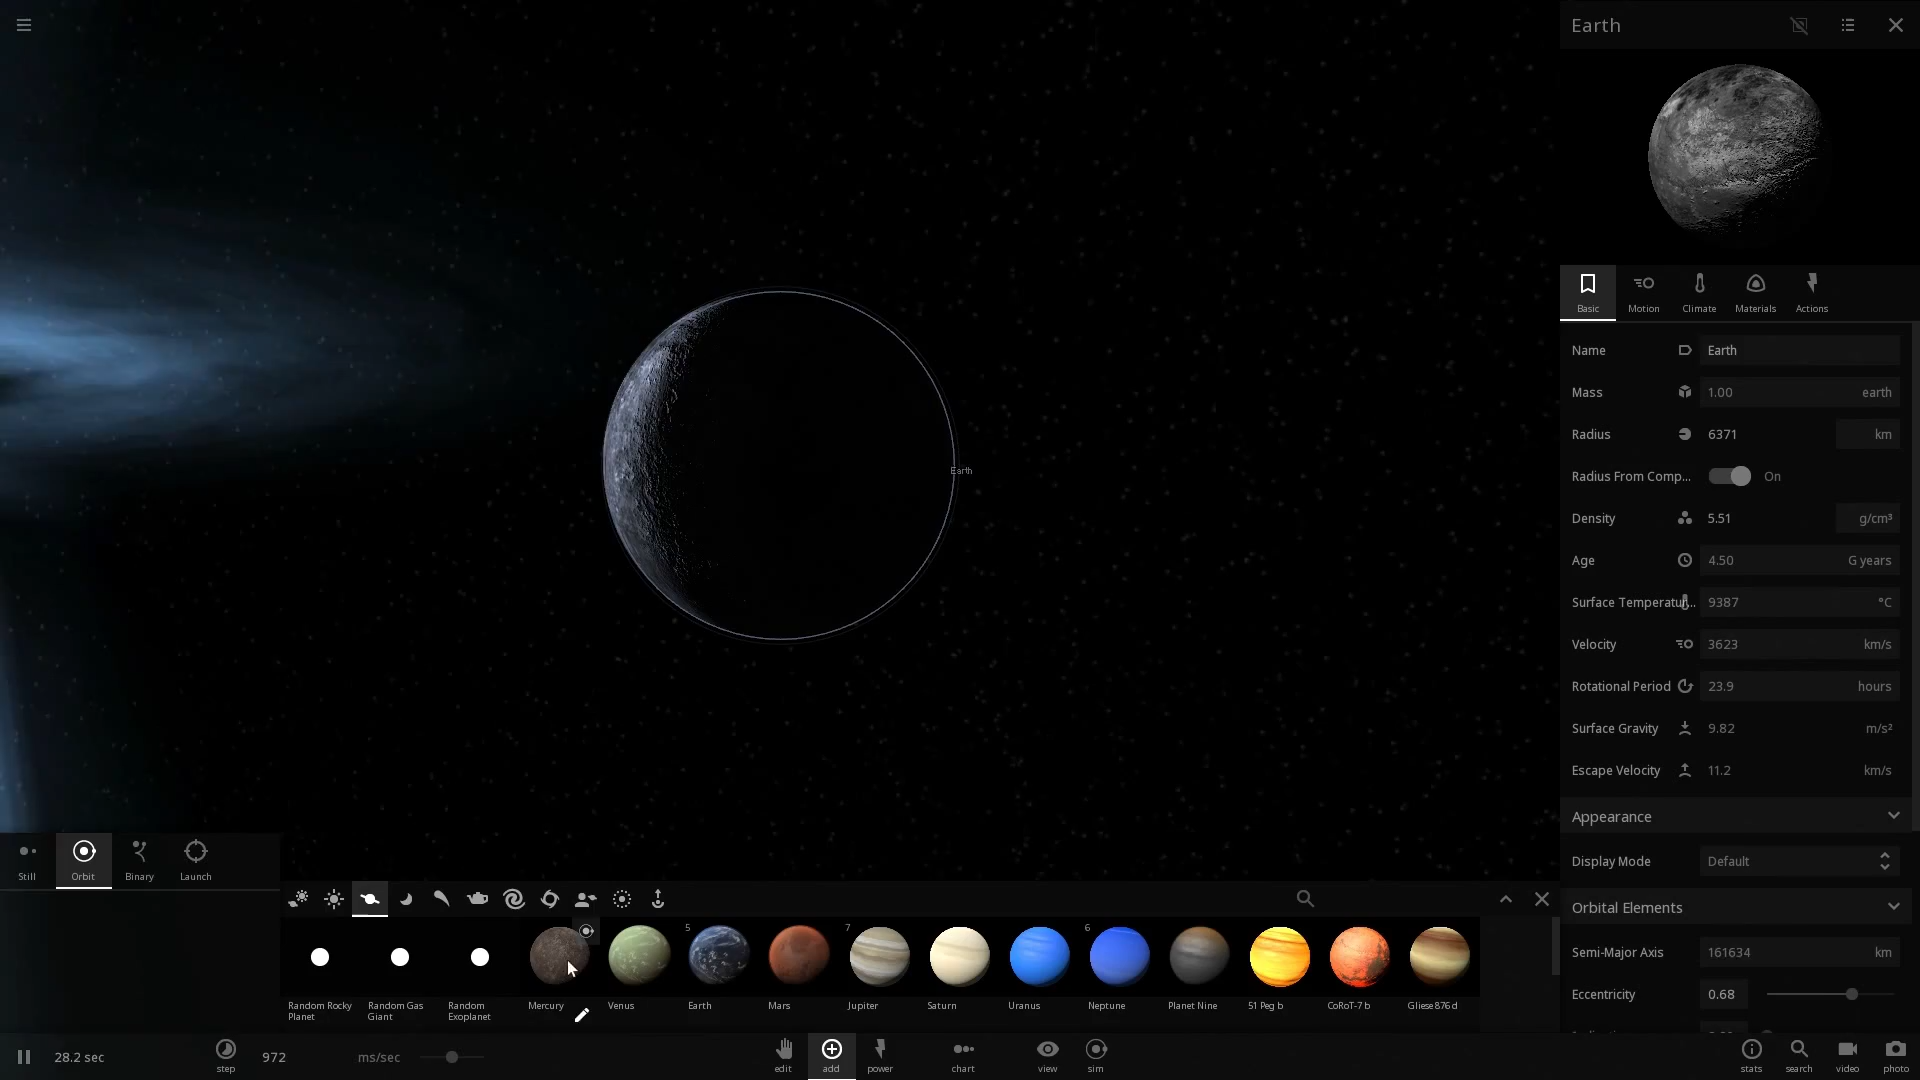 Earth
Basic
Motion
Climate
Materials
Actions
Name Earth
Mass 1.00 earth
Radius 6371 km
Radius From Comp... On
Density 5.51 g/cm³
Age 4.50 G years
Surface Temperatur... 9387 °C
Velocity 3623 km/s
Rotational Period 23.9 hours
Surface Gravity 9.82 m/s²
Escape Velocity 11.2 km/s
Appearance
Display Mode Default
Orbital Elements
Semi-Major Axis 161634 km
Eccentricity 0.68
Earth
Still
Orbit
Binary
Launch
5
7
6
Random Rocky
Planet
Random Gas
Giant
Random
Exoplanet
Mercury
Venus
Earth
Mars
Jupiter
Saturn
Uranus
Neptune
Planet Nine
51 Peg b
CoRoT-7 b
Gliese 876 d
28.2 sec
step
972 ms/sec
edit
add
power
chart
view
sim
stats
search
video
photo